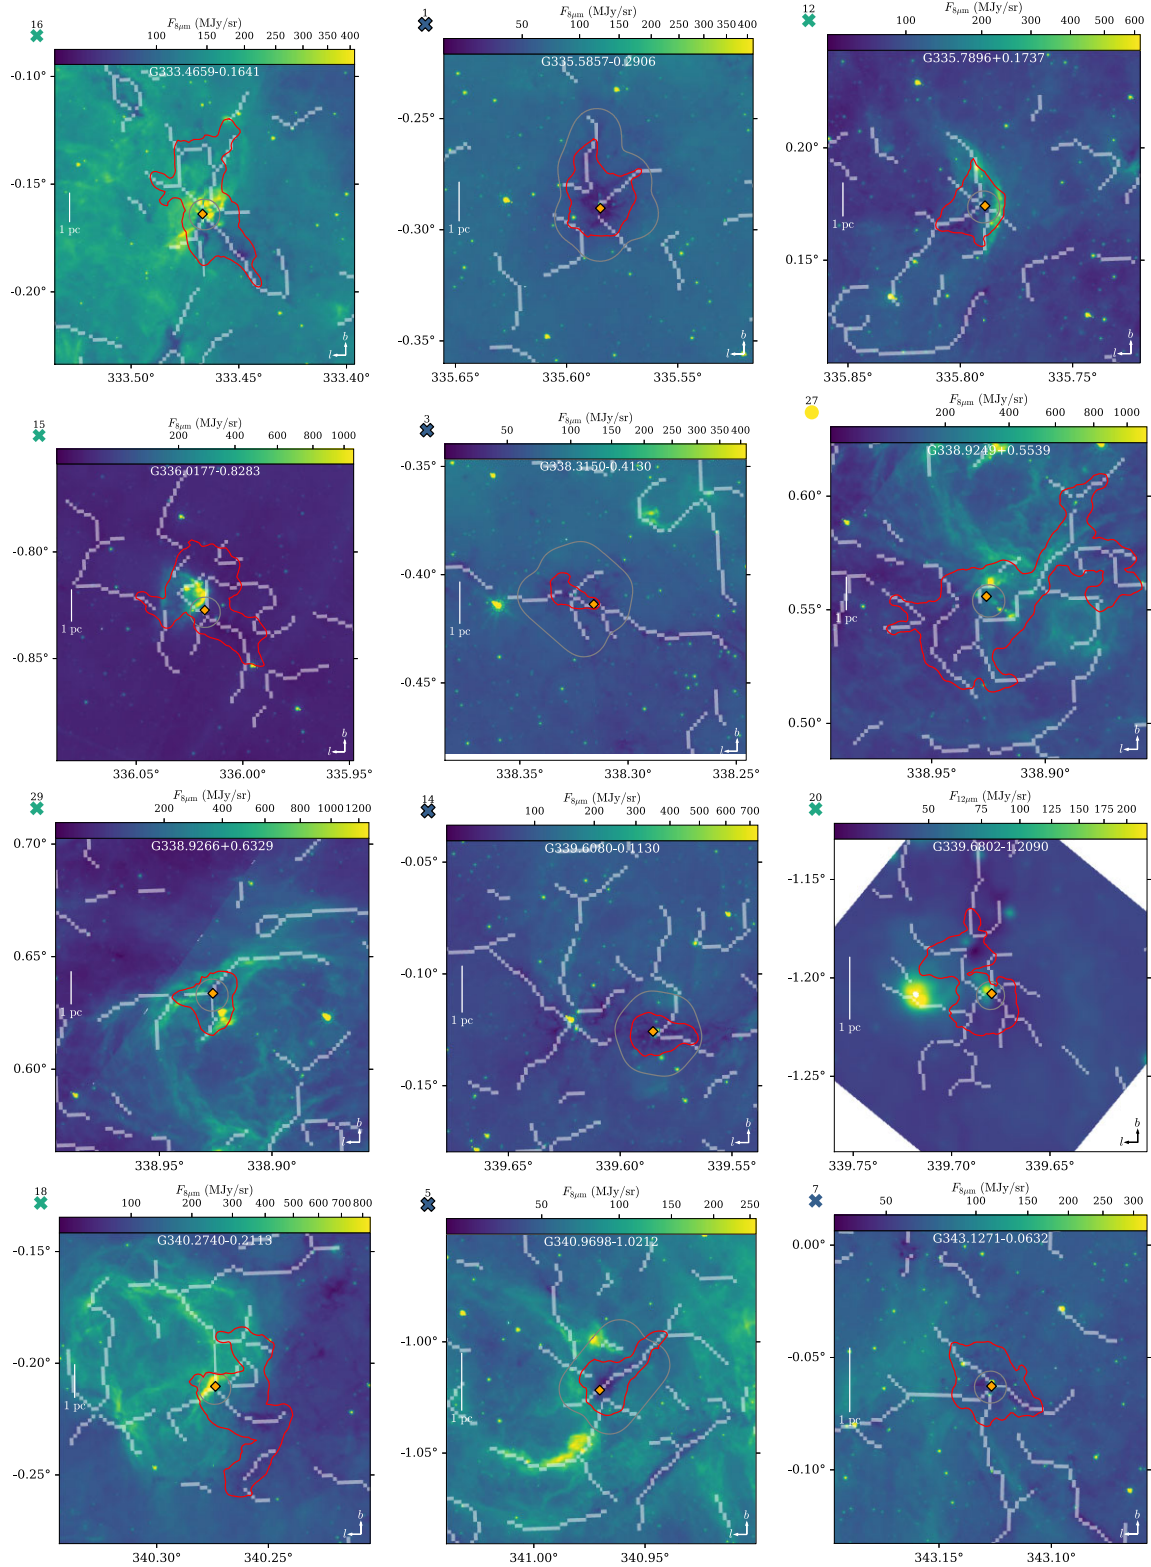 16
F8μm (MJy/sr)
100 150 200 250 300 350 400
G333.4659-0.1641
-0.10°
-0.15°
-0.20°
1 pc
b
l
333.50° 333.45° 333.40°
1
F8μm (MJy/sr)
50 100 150 200 250 300 350 400
G335.5857-0.2906
-0.25°
-0.30°
-0.35°
1 pc
b
l
335.65° 335.60° 335.55°
12
F8μm (MJy/sr)
100 200 300 400 500 600
G335.7896+0.1737
0.20°
0.15°
1 pc
b
l
335.85° 335.80° 335.75°
15
F8μm (MJy/sr)
200 400 600 800 1000
G336.0177-0.8283
-0.80°
-0.85°
1 pc
b
l
336.05° 336.00° 335.95°
3
F8μm (MJy/sr)
50 100 150 200 250 300 350 400
G338.3150-0.4130
-0.35°
-0.40°
-0.45°
1 pc
b
l
338.35° 338.30° 338.25°
27
F8μm (MJy/sr)
200 400 600 800 1000
G338.9249+0.5539
0.60°
0.55°
0.50°
1 pc
b
l
338.95° 338.90°
29
F8μm (MJy/sr)
200 400 600 800 1000 1200
G338.9266+0.6329
0.70°
0.65°
0.60°
1 pc
b
l
338.95° 338.90°
14
F8μm (MJy/sr)
100 200 300 400 500 600 700
G339.6080-0.1130
-0.05°
-0.10°
-0.15°
1 pc
b
l
339.65° 339.60° 339.55°
20
F12μm (MJy/sr)
50 75 100 125 150 175 200
G339.6802-1.2090
-1.15°
-1.20°
-1.25°
1 pc
b
l
339.75° 339.70° 339.65°
18
F8μm (MJy/sr)
100 200 300 400 500 600 700 800
G340.2740-0.2113
-0.15°
-0.20°
-0.25°
1 pc
b
l
340.30° 340.25°
5
F8μm (MJy/sr)
50 100 150 200 250
G340.9698-1.0212
-1.00°
-1.05°
1 pc
b
l
341.00° 340.95°
7
F8μm (MJy/sr)
50 100 150 200 250 300
G343.1271-0.0632
0.00°
-0.05°
-0.10°
1 pc
b
l
343.15° 343.10°